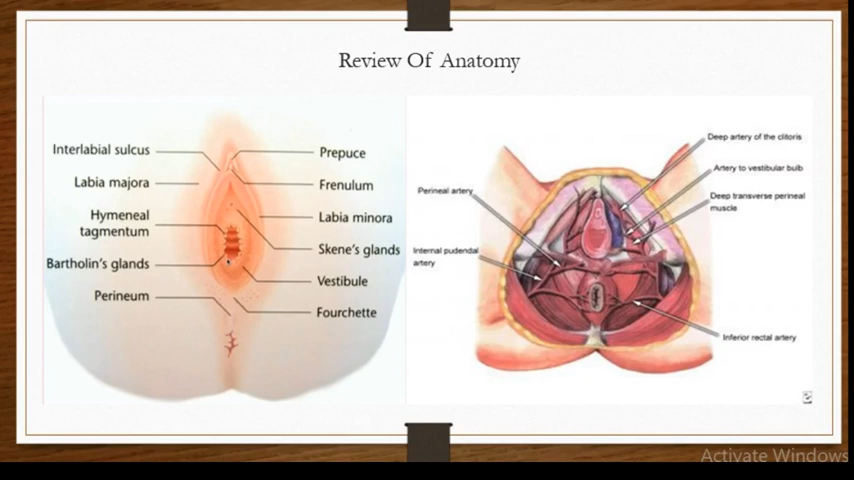 Review Of Anatomy
Interlabial sulcus
Labia majora
Hymeneal
tagmentum
Bartholin's glands
Perineum
Prepuce
Frenulum
Labia minora
Skene's glands
Vestibule
Fourchette
Perineal artery
Internal pudendal
artery
Deep artery of the clitoris
Artery to vestibular bulb
Deep transverse perineal
muscle
Inferior rectal artery
Activate Windows